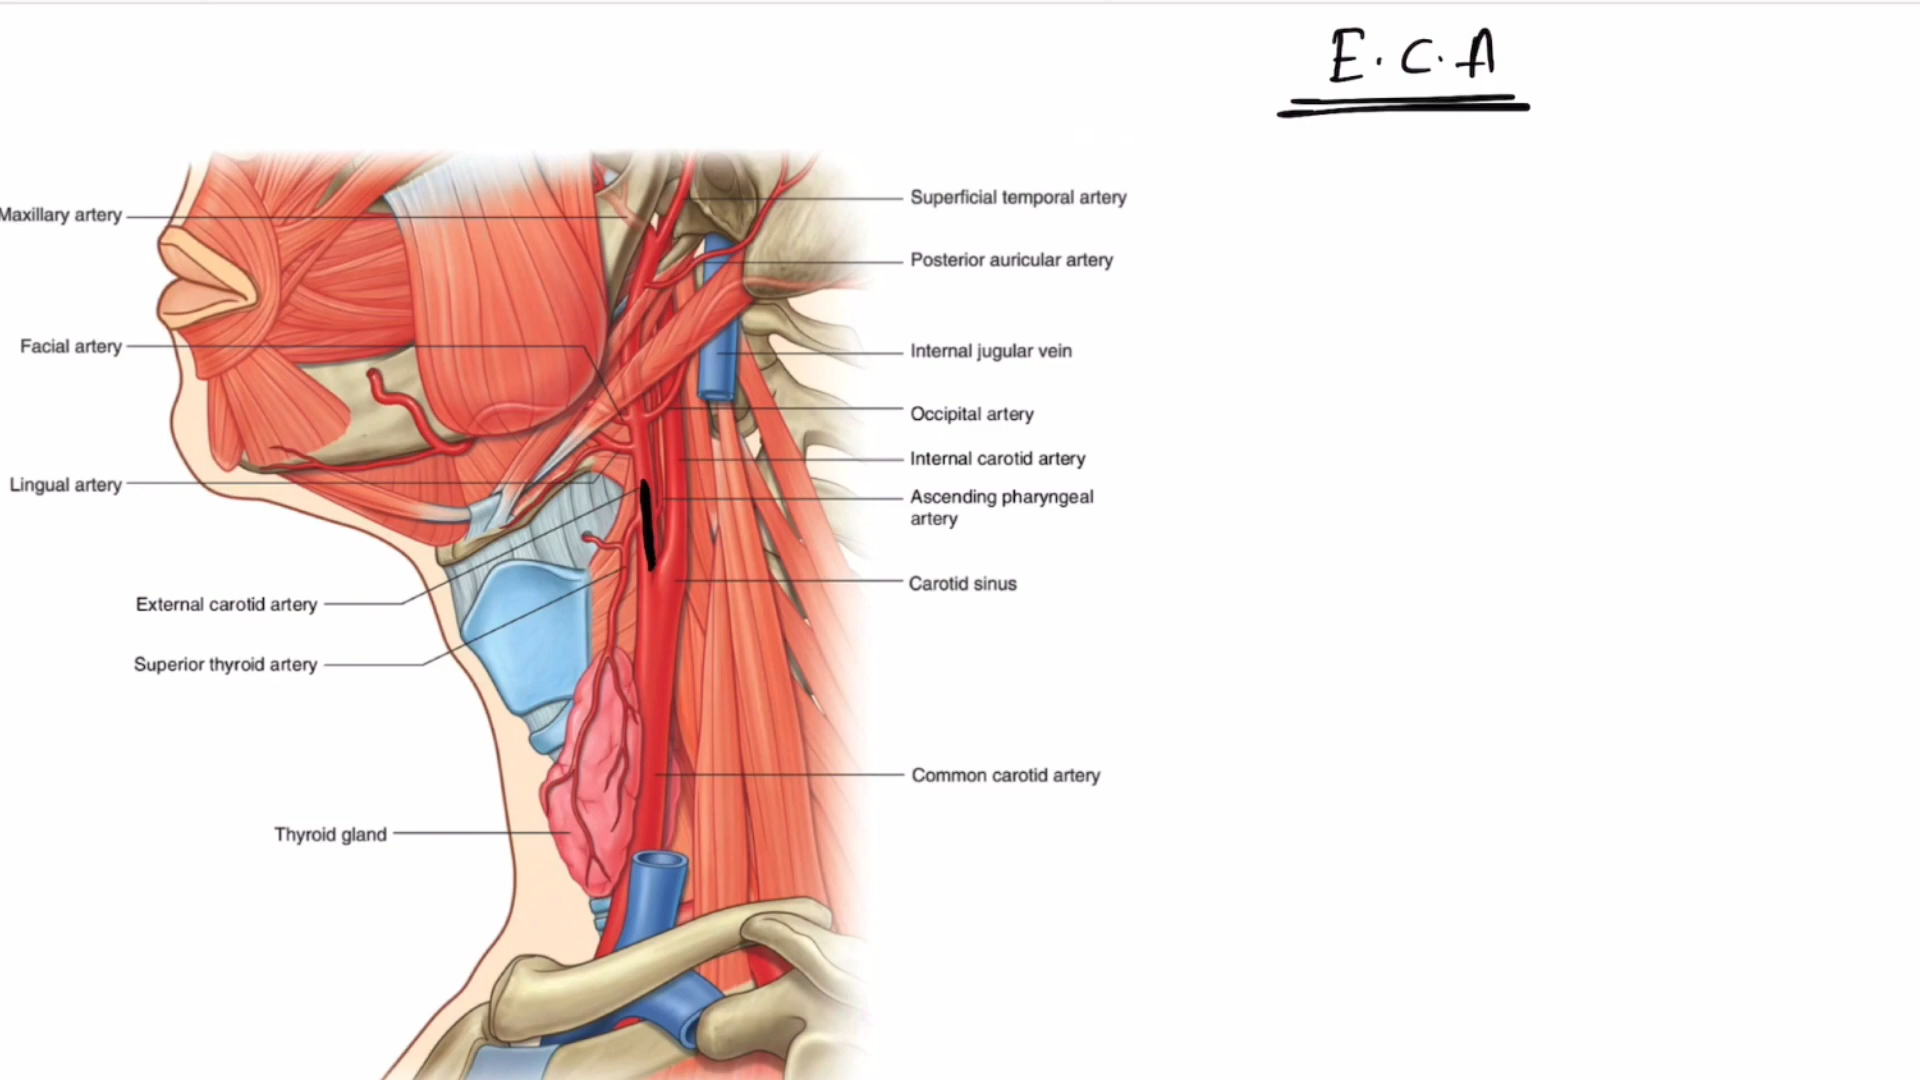 E.C.A
Maxillary artery
Superficial temporal artery
Posterior auricular artery
Facial artery
Internal jugular vein
Occipital artery
Internal carotid artery
Lingual artery
Ascending pharyngeal
artery
Carotid sinus
External carotid artery
Superior thyroid artery
Common carotid artery
Thyroid gland